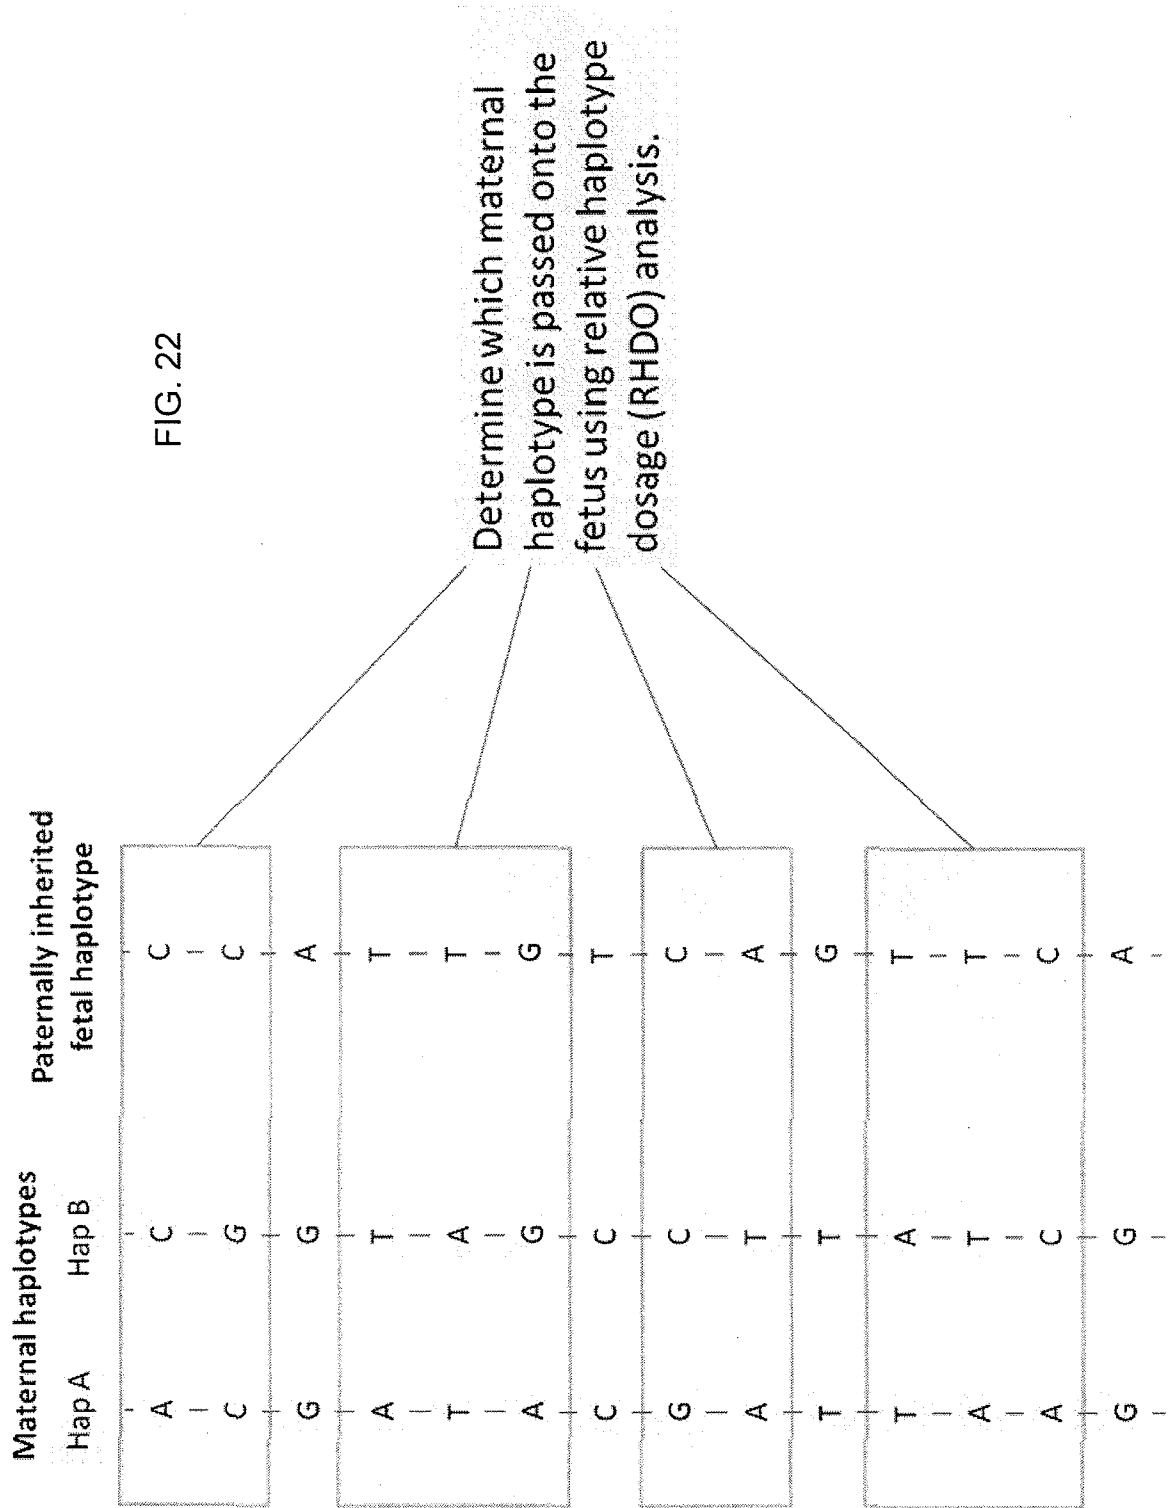 Maternal haplotypes
Hap A Hap B
Paternally inherited
fetal haplotype
FIG. 22
A C C
C G C
G G A
A T T
T A T
A G G
C C T
G C C
A T A
T T G
T A T
A T T
A C C
G G A
Determine which maternal
haplotype is passed onto the
fetus using relative haplotype
dosage (RHDO) analysis.